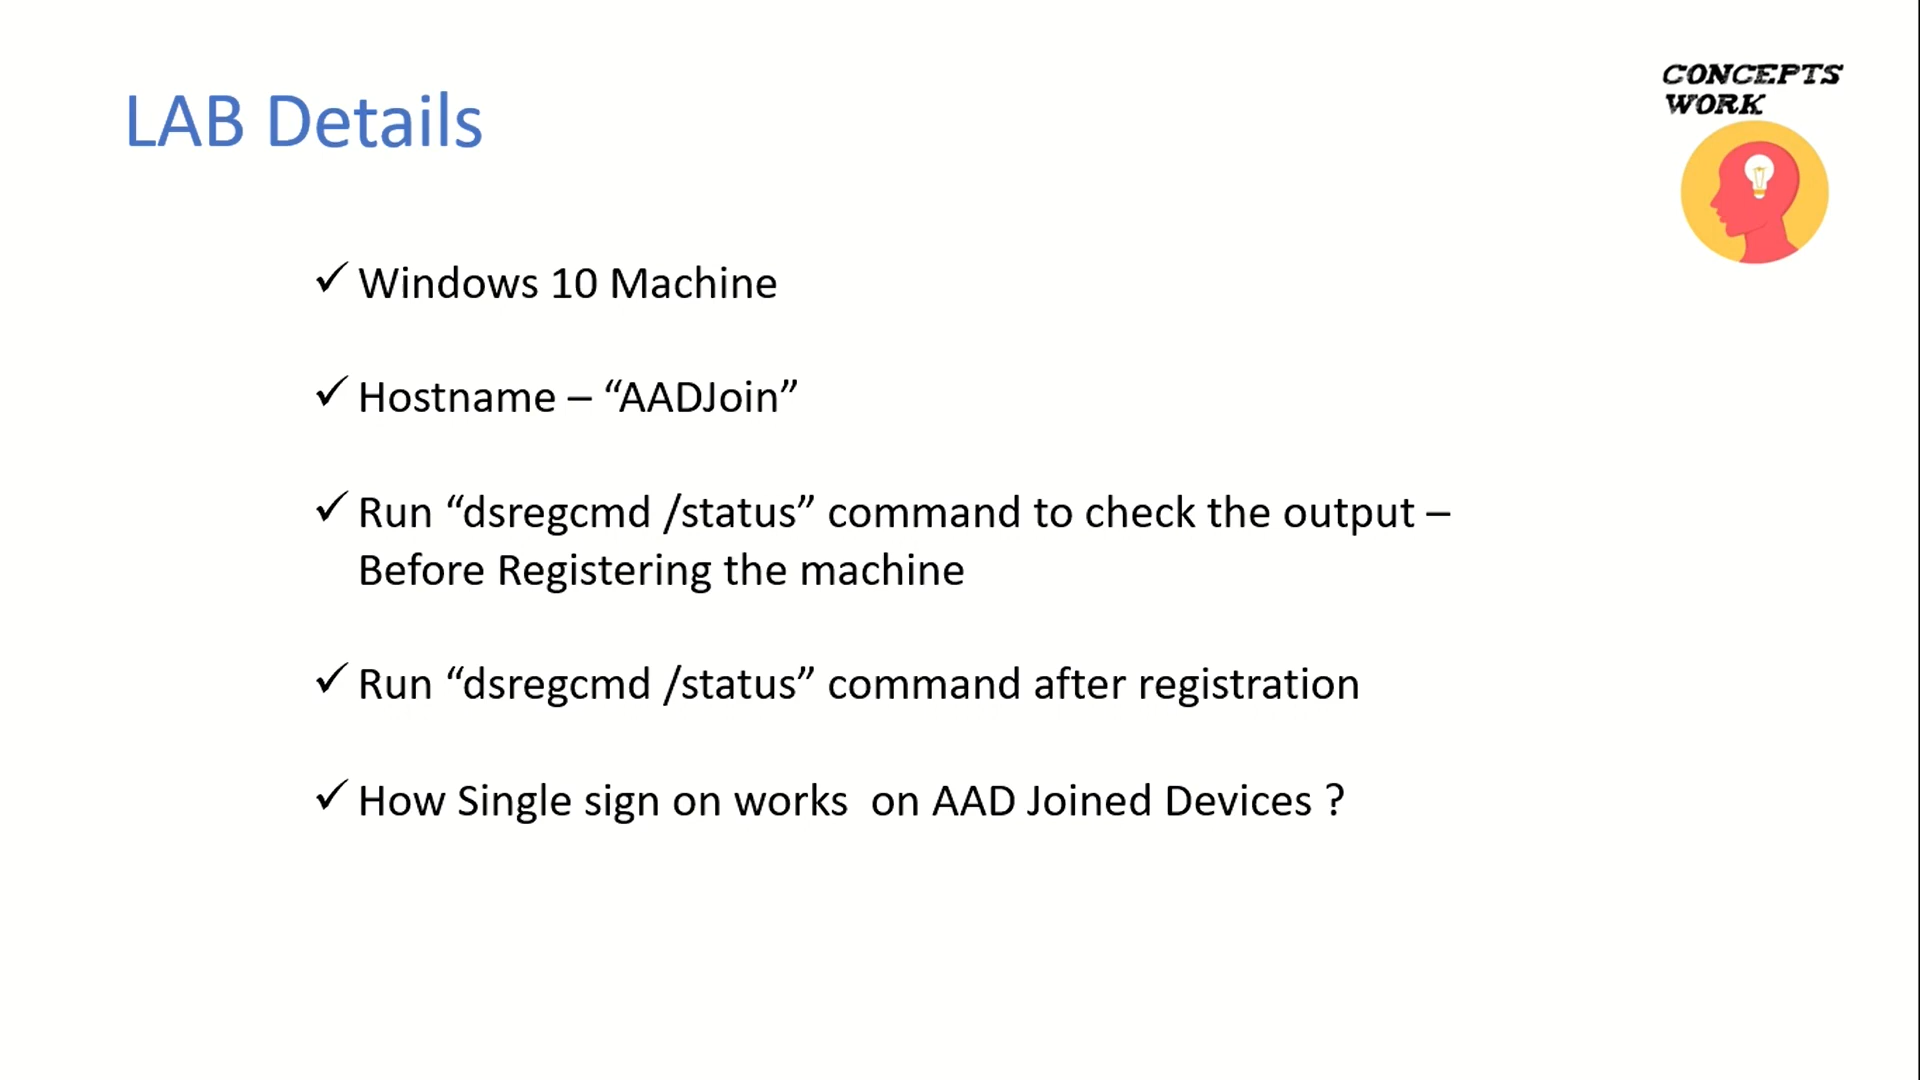 CONCEPTS
WORK
LAB Details
✓ Windows 10 Machine
✓ Hostname – “AADJoin”
✓ Run “dsregcmd /status” command to check the output –
Before Registering the machine
✓ Run “dsregcmd /status” command after registration
✓ How Single sign on works  on AAD Joined Devices ?